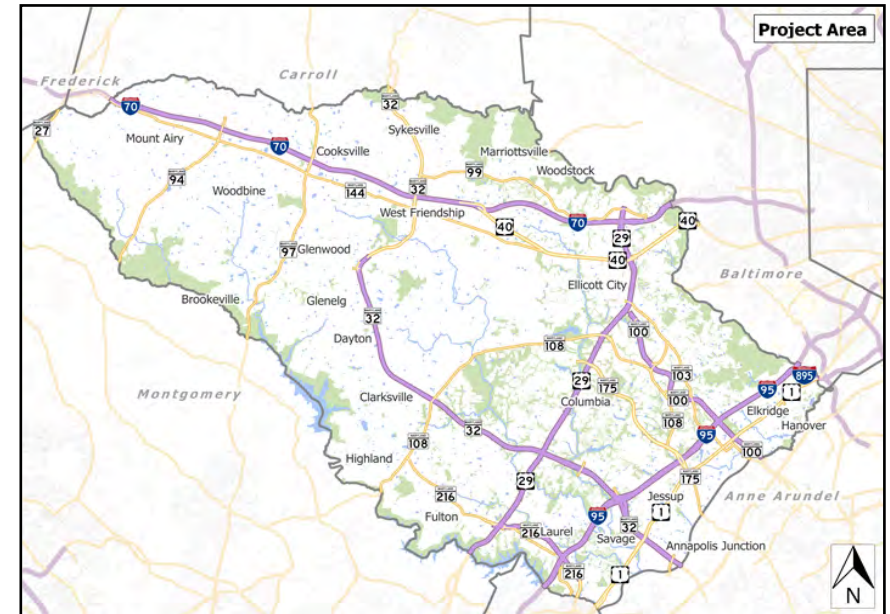 Project Area
Carroll
Frederick
32
70
27
Sykesville
Mount Airy
70
Cooksville
Marriottsville
99
Woodstock
94
Woodbine
144
32
West Friendship
70
40
40
29
97
Glenwood
40
Baltimore
Ellicott City
Brookeville
Glenelg
32
100
Dayton
108
895
103
29
175
95
1
Montgomery
Clarksville
Columbia
100
Elkridge
108
Hanover
32
95
108
100
Highland
175
29
216
Jessup
Anne Arundel
Fulton
95
1
32
216
Laurel
Savage
Annapolis Junction
216
1
N